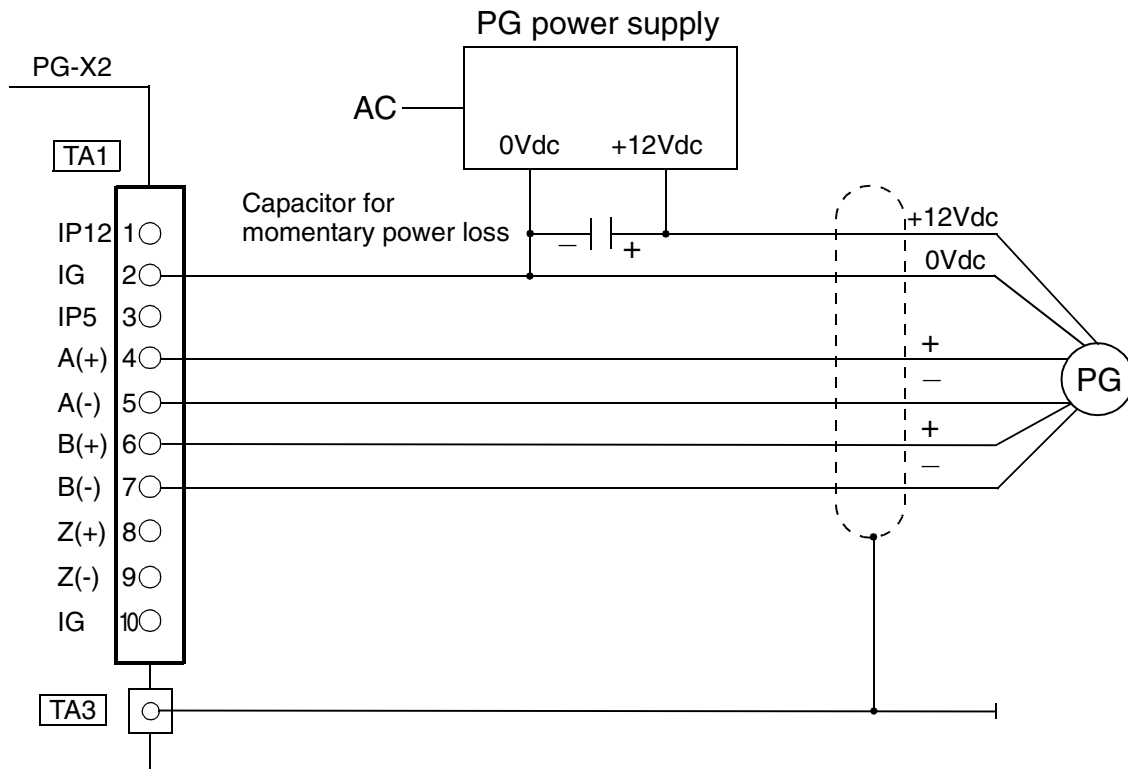 PG power supply
PG-X2
AC
0Vdc +12Vdc
TA1
Capacitor for
momentary power loss
− +
+12Vdc
0Vdc
IP12 1
IG 2
IP5 3
A(+) 4
+
A(-) 5
−
PG
B(+) 6
+
B(-) 7
−
Z(+) 8
Z(-) 9
IG 10
TA3